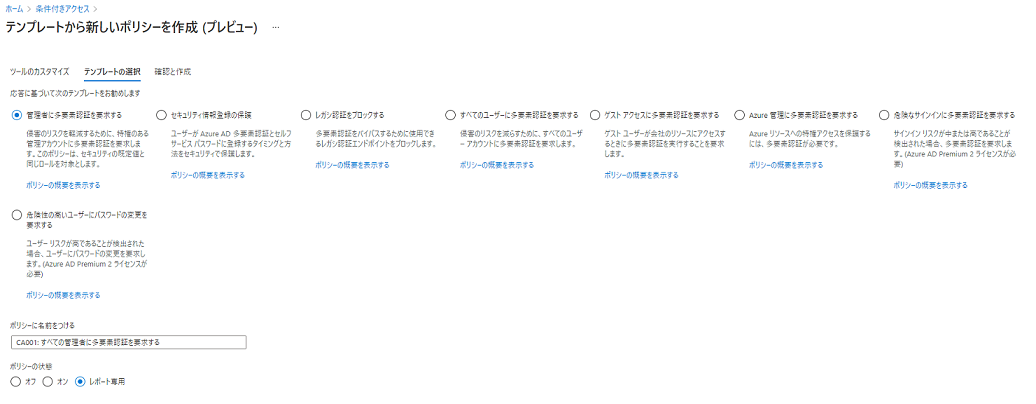 ホーム > 条件付きアクセス >
テンプレートから新しいポリシーを作成 (プレビュー) ...
ツールのカスタマイズ テンプレートの選択 確認と作成
応答に基づいて次のテンプレートをお勧めします
管理者に多要素認証を要求する
侵害のリスクを軽減するために、特権のある
管理アカウントに多要素認証を要求しま
す。このポリシーは、セキュリティの既定値と
同じロールを対象とします。
ポリシーの概要を表示する
セキュリティ情報登録の保護
ユーザーが Azure AD 多要素認証とセルフ
サービス パスワードに登録するタイミングと方
法をセキュリティで保護します。
ポリシーの概要を表示する
レガシ認証をブロックする
多要素認証をバイパスするために使用でき
るレガシ認証エンドポイントをブロックします。
ポリシーの概要を表示する
すべてのユーザーに多要素認証を要求する
侵害のリスクを減らすために、すべてのユーザ
ー アカウントに多要素認証を要求します。
ポリシーの概要を表示する
ゲスト アクセスに多要素認証を要求する
ゲスト ユーザーが会社のリソースにアクセスす
るときに多要素認証を実行することを要求
します。
ポリシーの概要を表示する
Azure 管理に多要素認証を要求する
Azure リソースへの特権アクセスを保護する
には、多要素認証が必要です。
ポリシーの概要を表示する
危険なサインインに多要素認証を要求する
サインイン リスクが中または高であることが
検出された場合、多要素認証を要求しま
す。(Azure AD Premium 2 ライセンスが必
要)
ポリシーの概要を表示する
危険性の高いユーザーにパスワードの変更を
要求する
ユーザー リスクが高であることが検出された
場合、ユーザーにパスワードの変更を要求し
ます。(Azure AD Premium 2 ライセンスが
必要)
ポリシーの概要を表示する
ポリシーに名前をつける
CA001: すべての管理者に多要素認証を要求する
ポリシーの状態
オフ オン レポート専用